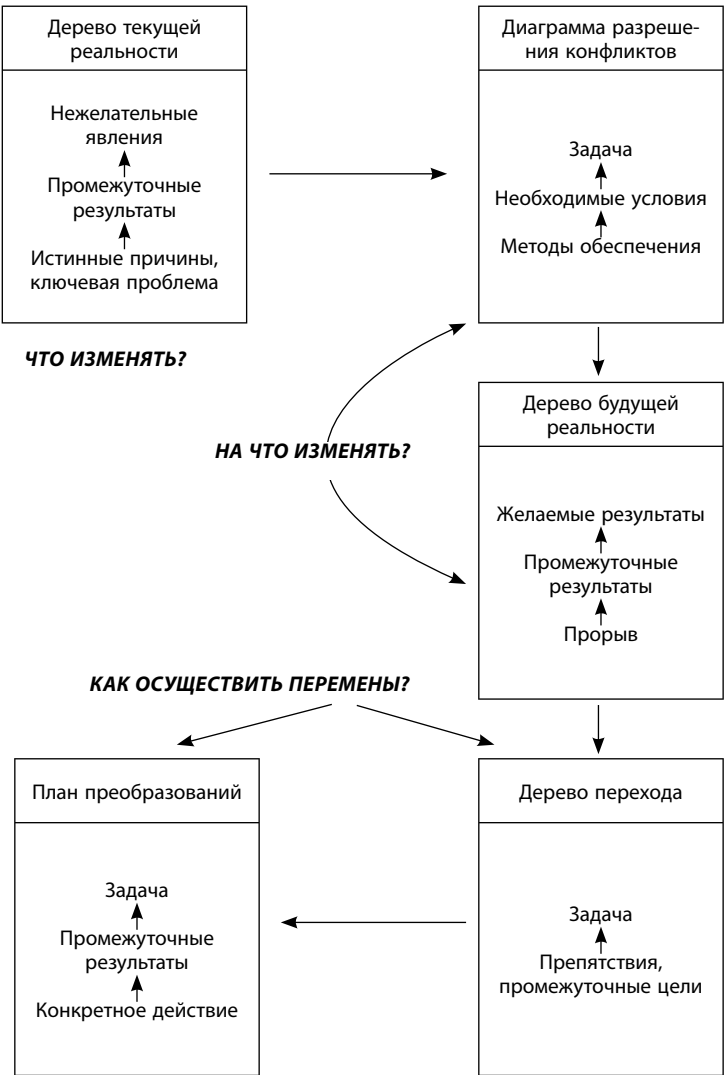 Дерево текущей
реальности
Нежелательные
явления
Промежуточные
результаты
Истинные причины,
ключевая проблема
Диаграмма разреше-
ния конфликтов
Задача
Необходимые условия
Методы обеспечения
ЧТО ИЗМЕНЯТЬ?
НА ЧТО ИЗМЕНЯТЬ?
Дерево будущей
реальности
Желаемые результаты
Промежуточные
результаты
Прорыв
КАК ОСУЩЕСТВИТЬ ПЕРЕМЕНЫ?
План преобразований
Задача
Промежуточные
результаты
Конкретное действие
Дерево перехода
Задача
Препятствия,
промежуточные цели